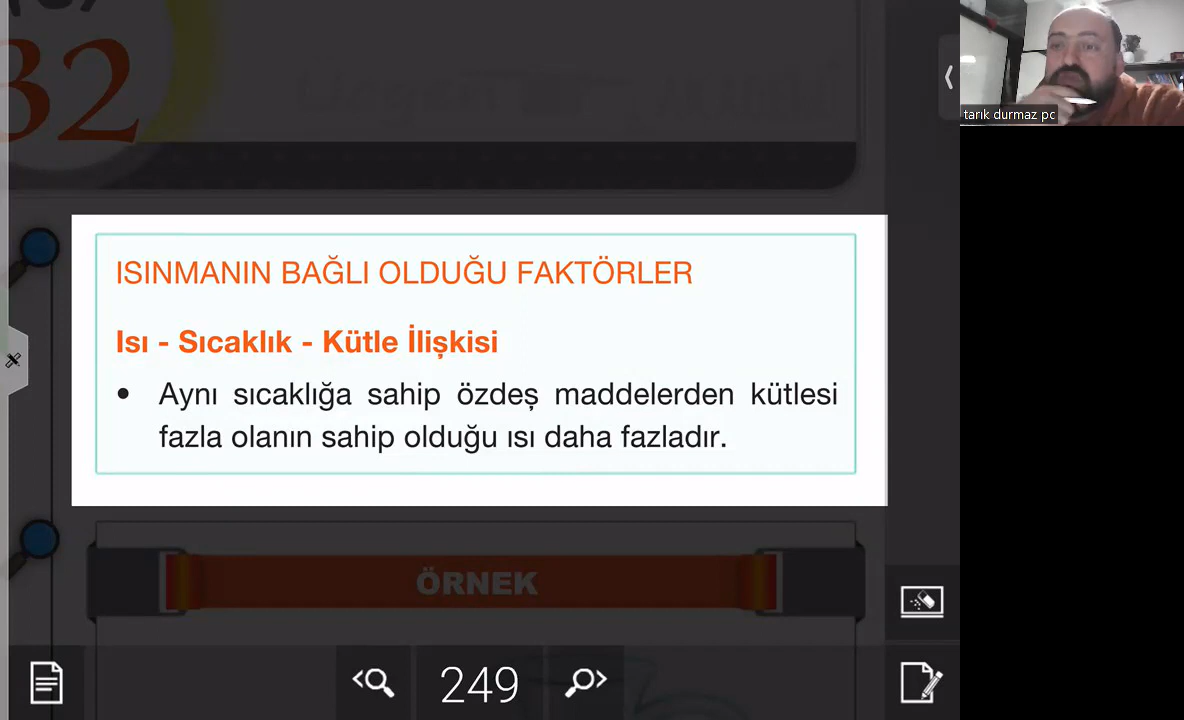 32
tarık durmaz pc
ISINMANIN BAĞLI OLDUĞU FAKTÖRLER
Isı - Sıcaklık - Kütle İlişkisi
• Aynı sıcaklığa sahip özdeş maddelerden kütlesi
fazla olanın sahip olduğu ısı daha fazladır.
ÖRNEK
249